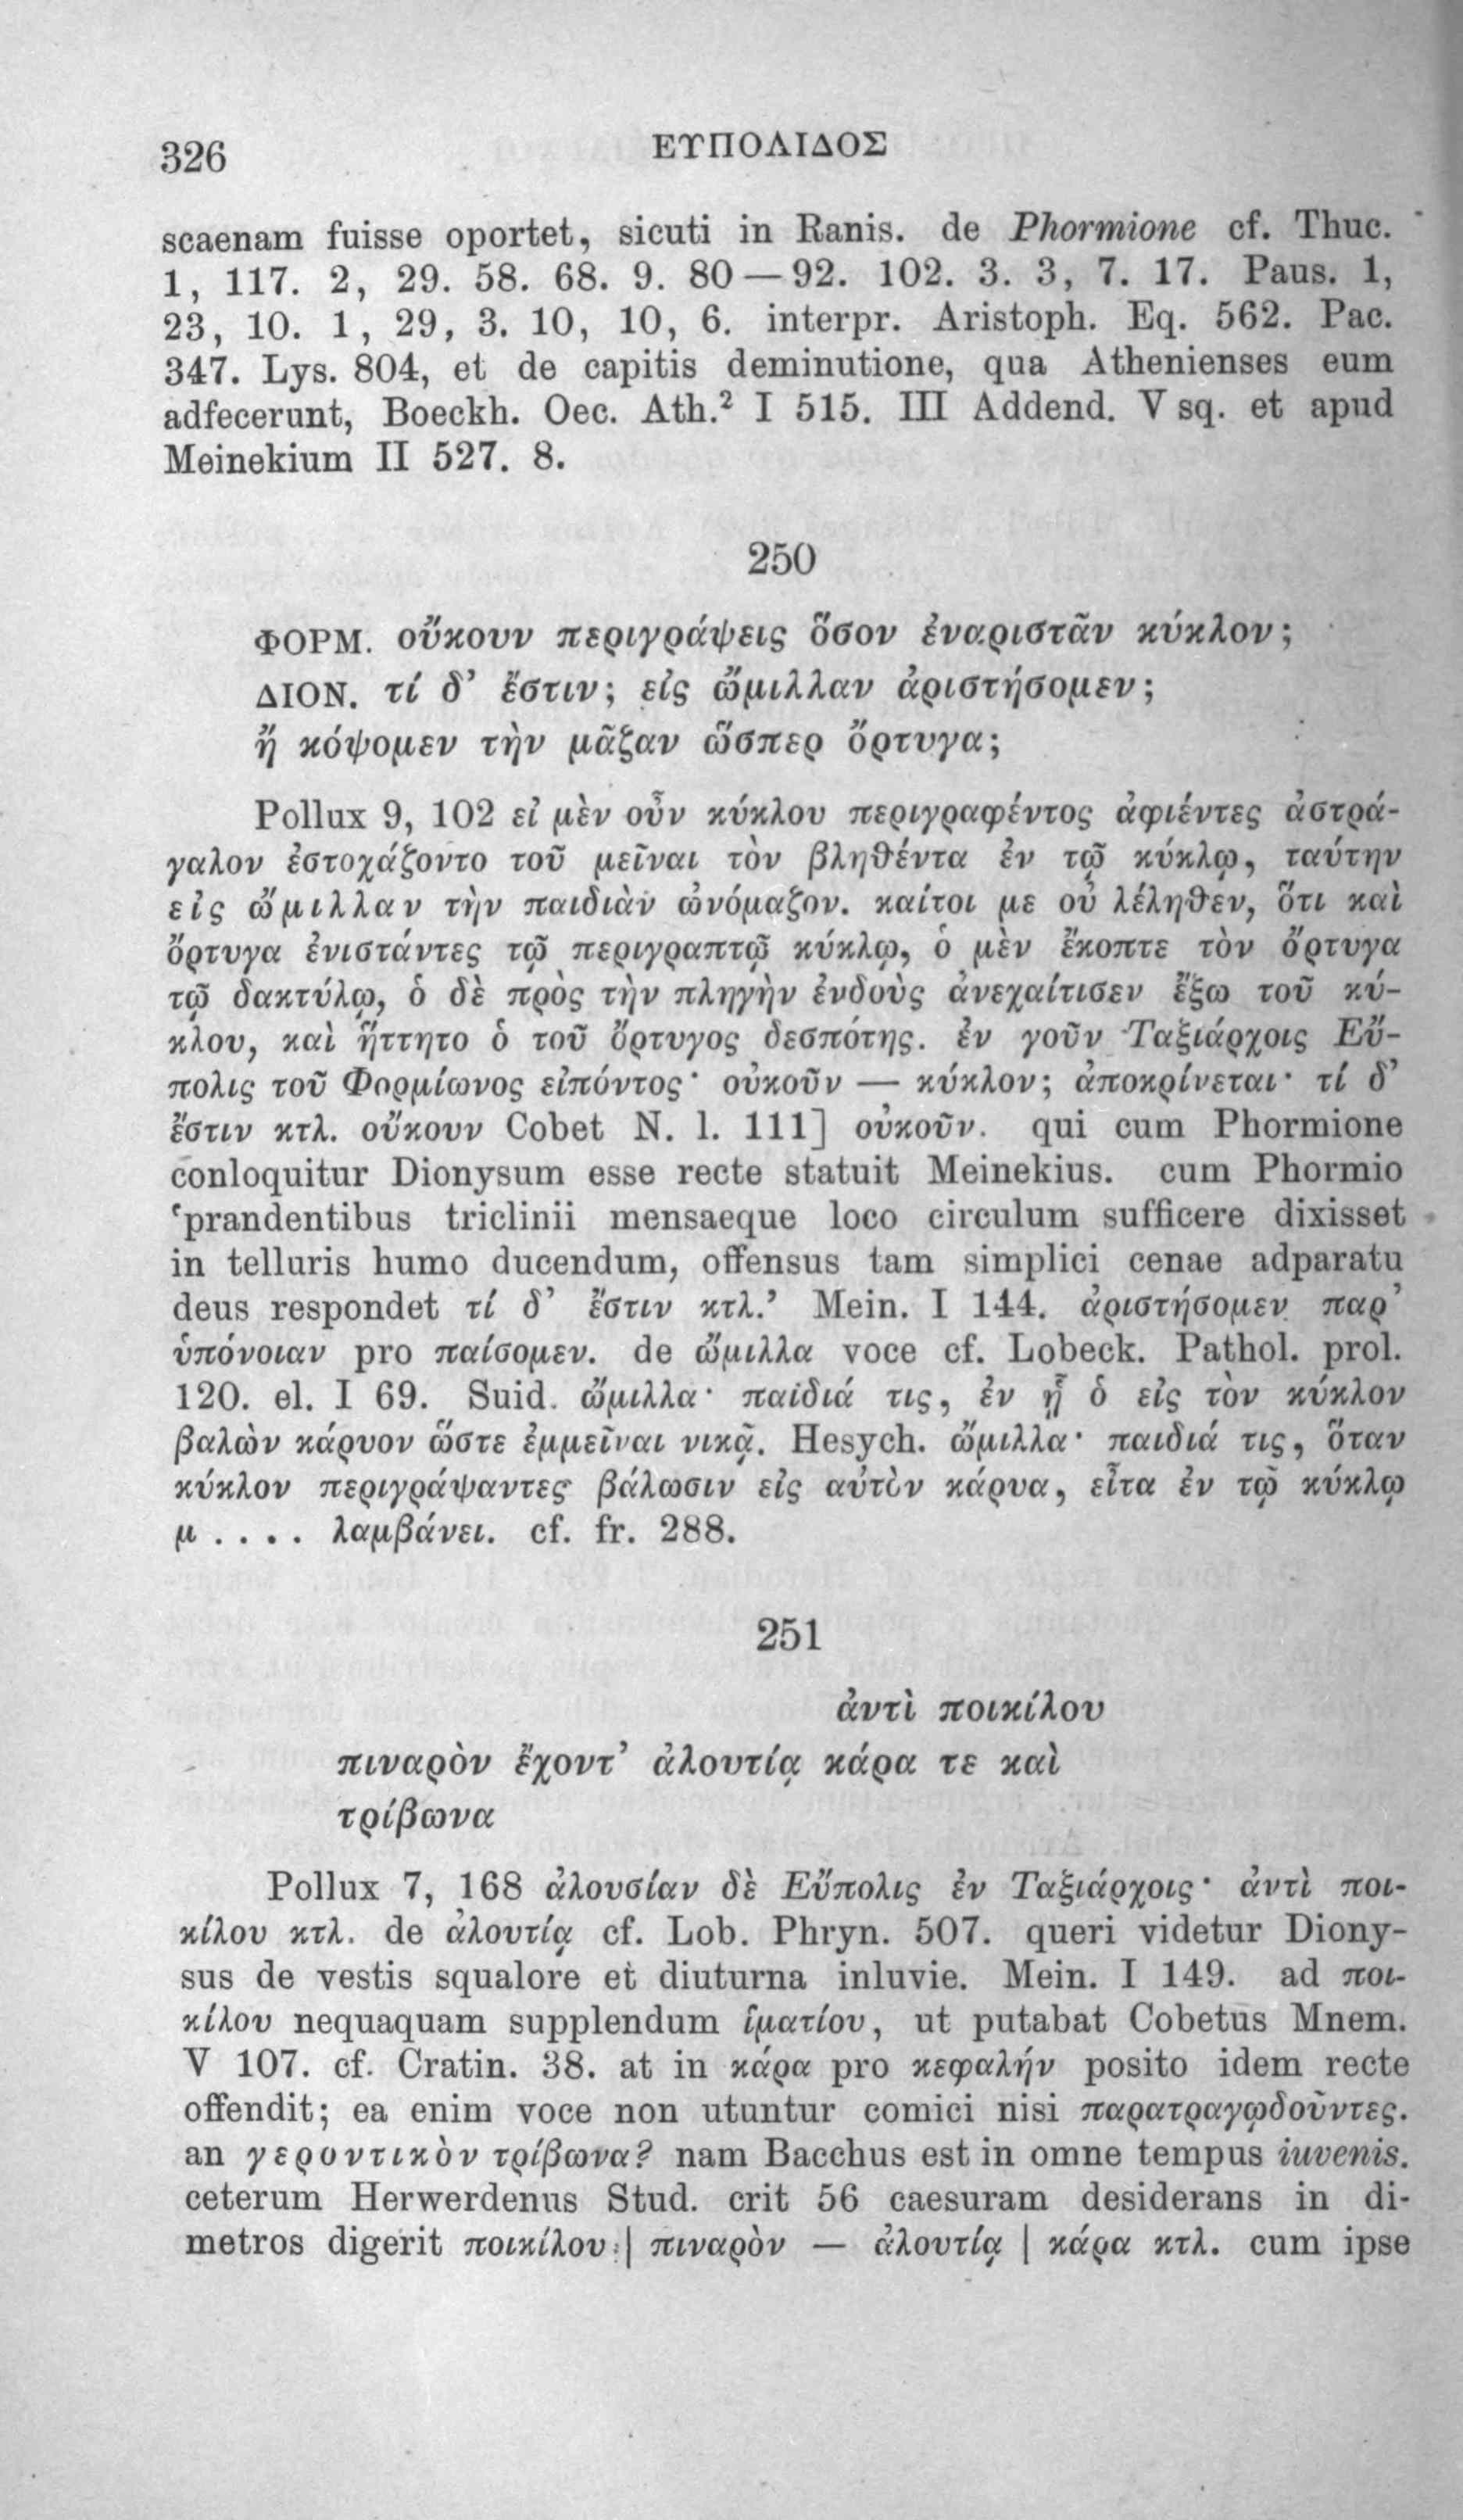 326
ΕΥΠΟΛΙΔΟΣ
scaenam fuisse oportet, sicuti in Ranis. de Phormione cf. Thuc.
1, 117. 2, 29. 58. 68. 9. 80—92. 102. 3. 3, 7. 17. Paus. 1,
23, 10. 1, 29, 3. 10, 10, 6. interpr. Aristoph. Eq. 562. Pac.
347. Lys. 804, et de capitis deminutione, qua Athenienses eum
adfecerunt, Boeckh. Oec. Ath.² I 515. III Addend. V sq. et apud
Meinekium II 527. 8.
250
ΦΟΡΜ. οὔκουν περιγράψεις ὅσον ἐναριστᾶν κύκλον;
ΔΙΟΝ. τί δ’ ἔστιν; εἰς ὤμιλλαν ἀριστήσομεν;
ἢ κόψομεν τὴν μᾶζαν ὥσπερ ὄρτυγα;
Pollux 9, 102 εἰ μὲν οὖν κύκλου περιγραφέντος ἀφιέντες ἀστρά-
γαλον ἐστοχάζοντο τοῦ μεῖναι τὸν βληθέντα ἐν τῷ κύκλῳ, ταύτην
εἰς ὤμιλλαν τὴν παιδιὰν ὠνόμαζον. καίτοι με οὐ λέληθεν, ὅτι καὶ
ὄρτυγα ἐνιστάντες τῷ περιγραπτῷ κύκλῳ, ὁ μὲν ἔκοπτε τὸν ὄρτυγα
τῷ δακτύλῳ, ὁ δὲ πρὸς τὴν πληγὴν ἐνδοὺς ἀνεχαίτισεν ἔξω τοῦ κύ-
κλου, καὶ ἥττητο ὁ τοῦ ὄρτυγος δεσπότης. ἐν γοῦν Ταξιάρχοις Εὔ-
πολις τοῦ Φορμίωνος εἰπόντος· οὐκοῦν — κύκλον; ἀποκρίνεται· τί δ’
ἔστιν κτλ. οὔκουν Cobet N. l. 111] οὐκοῦν. qui cum Phormione
conloquitur Dionysum esse recte statuit Meinekius. cum Phormio
‘prandentibus triclinii mensaeque loco circulum sufficere dixisset
in telluris humo ducendum, offensus tam simplici cenae adparatu
deus respondet τί δ’ ἔστιν κτλ.’ Mein. I 144. ἀριστήσομεν παρ’
ὑπόνοιαν pro παίσομεν. de ὤμιλλα voce cf. Lobeck. Pathol. prol.
120. el. I 69. Suid. ὤμιλλα· παιδιά τις, ἐν ᾗ ὁ εἰς τὸν κύκλον
βαλὼν κάρυον ὥστε ἐμμεῖναι νικᾷ. Hesych. ὤμιλλα· παιδιά τις, ὅταν
κύκλον περιγράψαντες βάλωσιν εἰς αὐτὸν κάρυα, εἶτα ἐν τῷ κύκλῳ
μ . . . . λαμβάνει. cf. fr. 288.
251
ἀντὶ ποικίλου
πιναρὸν ἔχοντ’ ἀλουτίᾳ κάρα τε καὶ
τρίβωνα
Pollux 7, 168 ἀλουσίαν δὲ Εὔπολις ἐν Ταξιάρχοις· ἀντὶ ποι-
κίλου κτλ. de ἀλουτίᾳ cf. Lob. Phryn. 507. queri videtur Diony-
sus de vestis squalore et diuturna inluvie. Mein. I 149. ad ποι-
κίλου nequaquam supplendum ἱματίου, ut putabat Cobetus Mnem.
V 107. cf. Cratin. 38. at in κάρα pro κεφαλήν posito idem recte
offendit; ea enim voce non utuntur comici nisi παρατραγῳδοῦντες.
an γεροντικὸν τρίβωνα? nam Bacchus est in omne tempus iuvenis.
ceterum Herwerdenus Stud. crit 56 caesuram desiderans in di-
metros digerit ποικίλου | πιναρὸν — ἀλουτίᾳ | κάρα κτλ. cum ipse